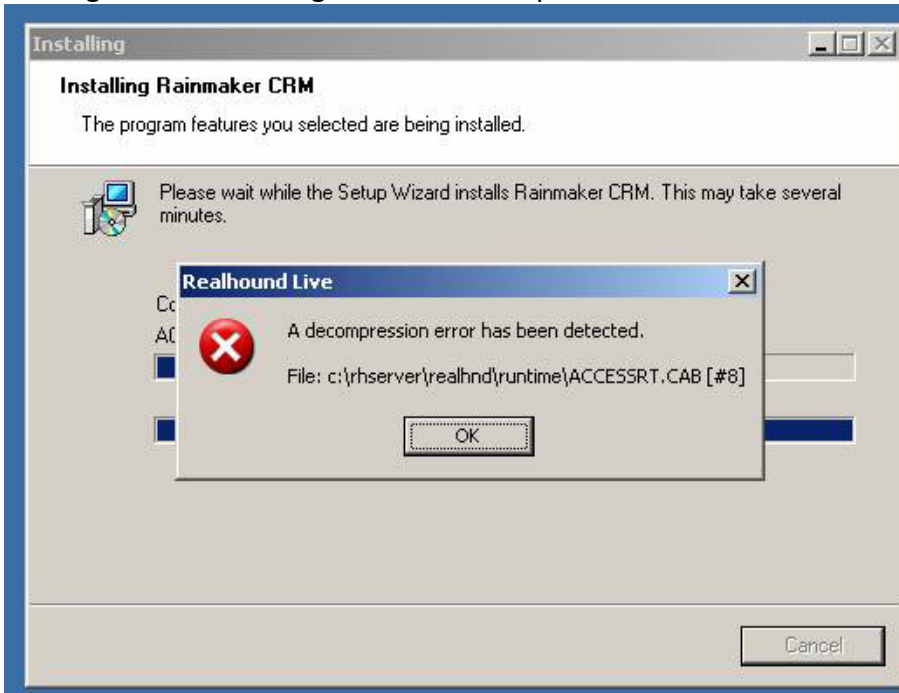 Installing
Installing Rainmaker CRM
The program features you selected are being installed.
Please wait while the Setup Wizard installs Rainmaker CRM. This may take several
minutes.
Realhound Live
A decompression error has been detected.
File: c:\rhserver\realhnd\runtime\ACCESSRT.CAB [#8]
OK
Cancel